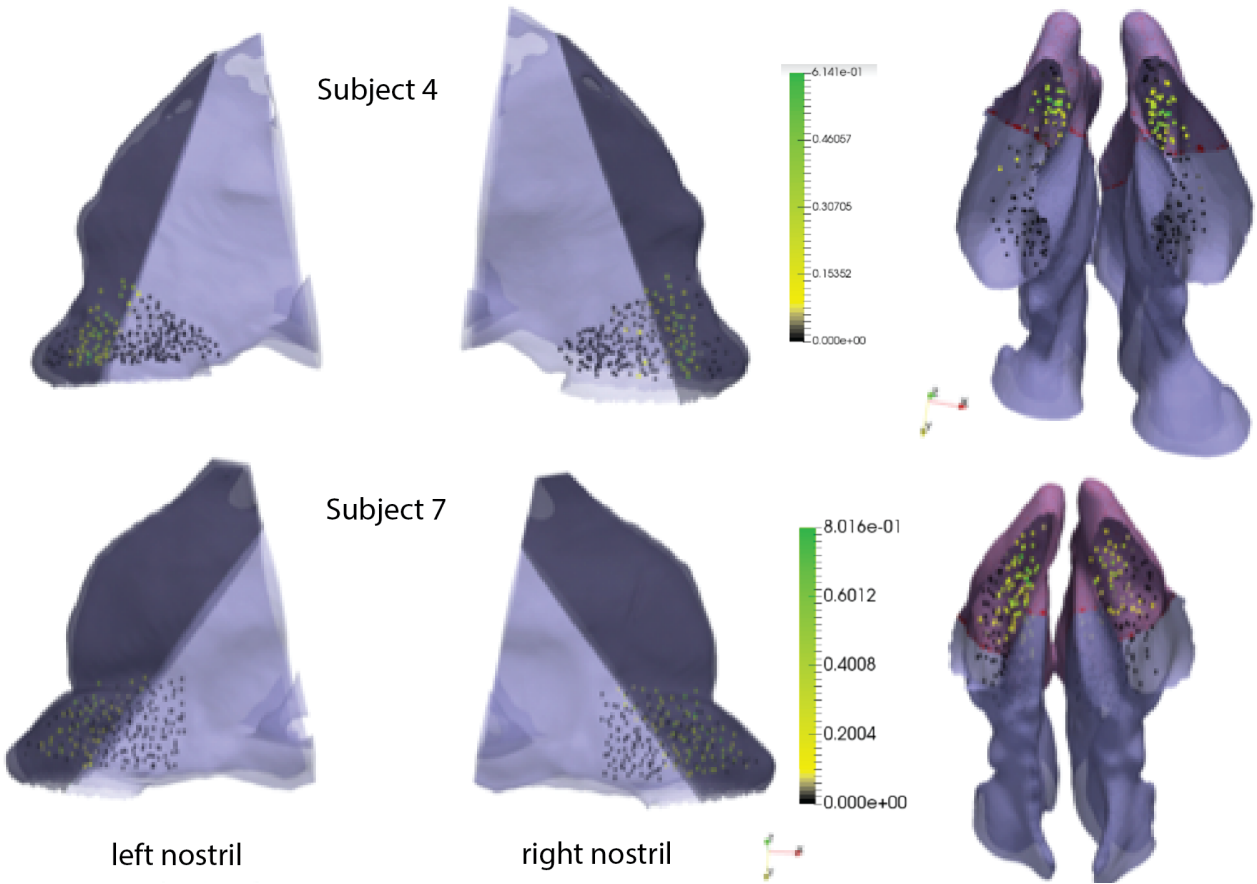 Subject 4
6.141e-01
0.46057
0.30705
0.15352
0.000e+00
Subject 7
8.016e-01
0.6012
0.4008
0.2004
0.000e+00
left nostril
right nostril